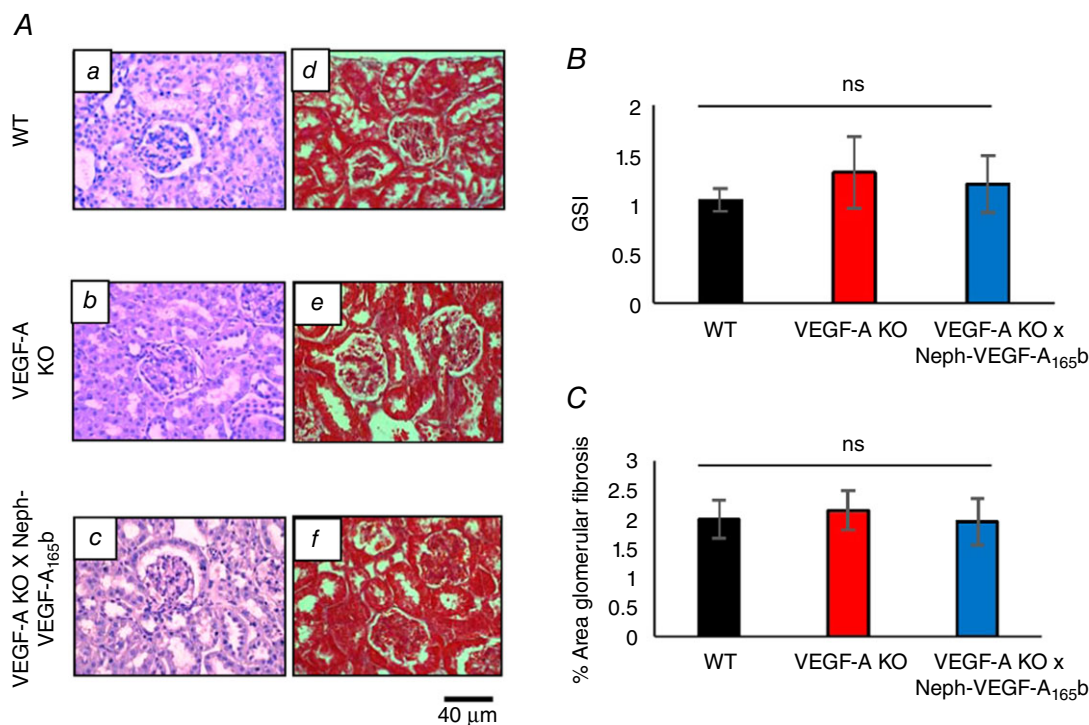 A
a
d
WT
b
e
VEGF-A
KO
c
f
VEGF-A KO X Neph-
VEGF-A₁₆₅b
40 μm
B
ns
2
1.5
1
0.5
0
GSI
WT
VEGF-A KO
VEGF-A KO x
Neph-VEGF-A₁₆₅b
C
ns
3
2.5
2
1.5
1
0.5
0
% Area glomerular fibrosis
WT
VEGF-A KO
VEGF-A KO x
Neph-VEGF-A₁₆₅b